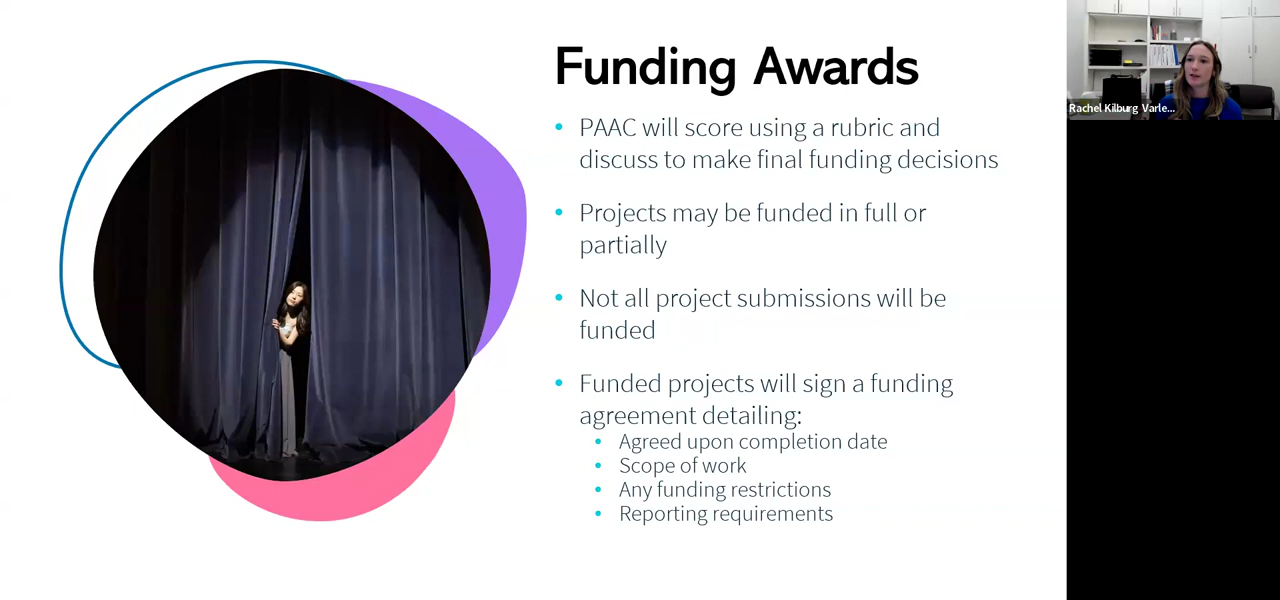 Funding Awards
• PAAC will score using a rubric and
discuss to make final funding decisions
• Projects may be funded in full or
partially
• Not all project submissions will be
funded
• Funded projects will sign a funding
agreement detailing:
• Agreed upon completion date
• Scope of work
• Any funding restrictions
• Reporting requirements
Rachel Kilburg Varle...